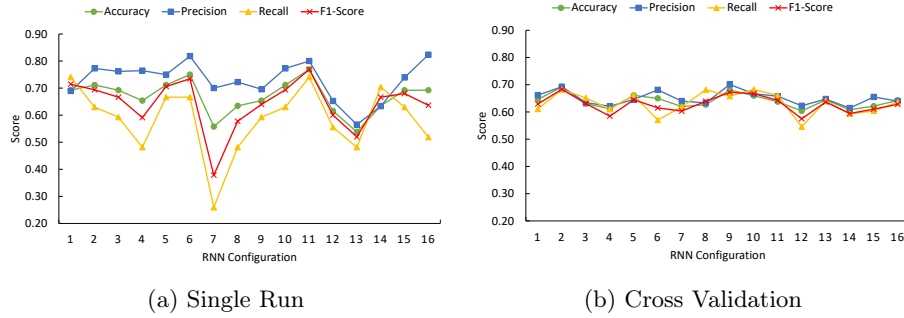 Accuracy Precision Recall F1-Score
0.90
0.80
0.70
0.60
0.50
0.40
0.30
0.20
Score
1 2 3 4 5 6 7 8 9 10 11 12 13 14 15 16
RNN Configuration
(a) Single Run
Accuracy Precision Recall F1-Score
0.90
0.80
0.70
0.60
0.50
0.40
0.30
0.20
Score
1 2 3 4 5 6 7 8 9 10 11 12 13 14 15 16
RNN Configuration
(b) Cross Validation